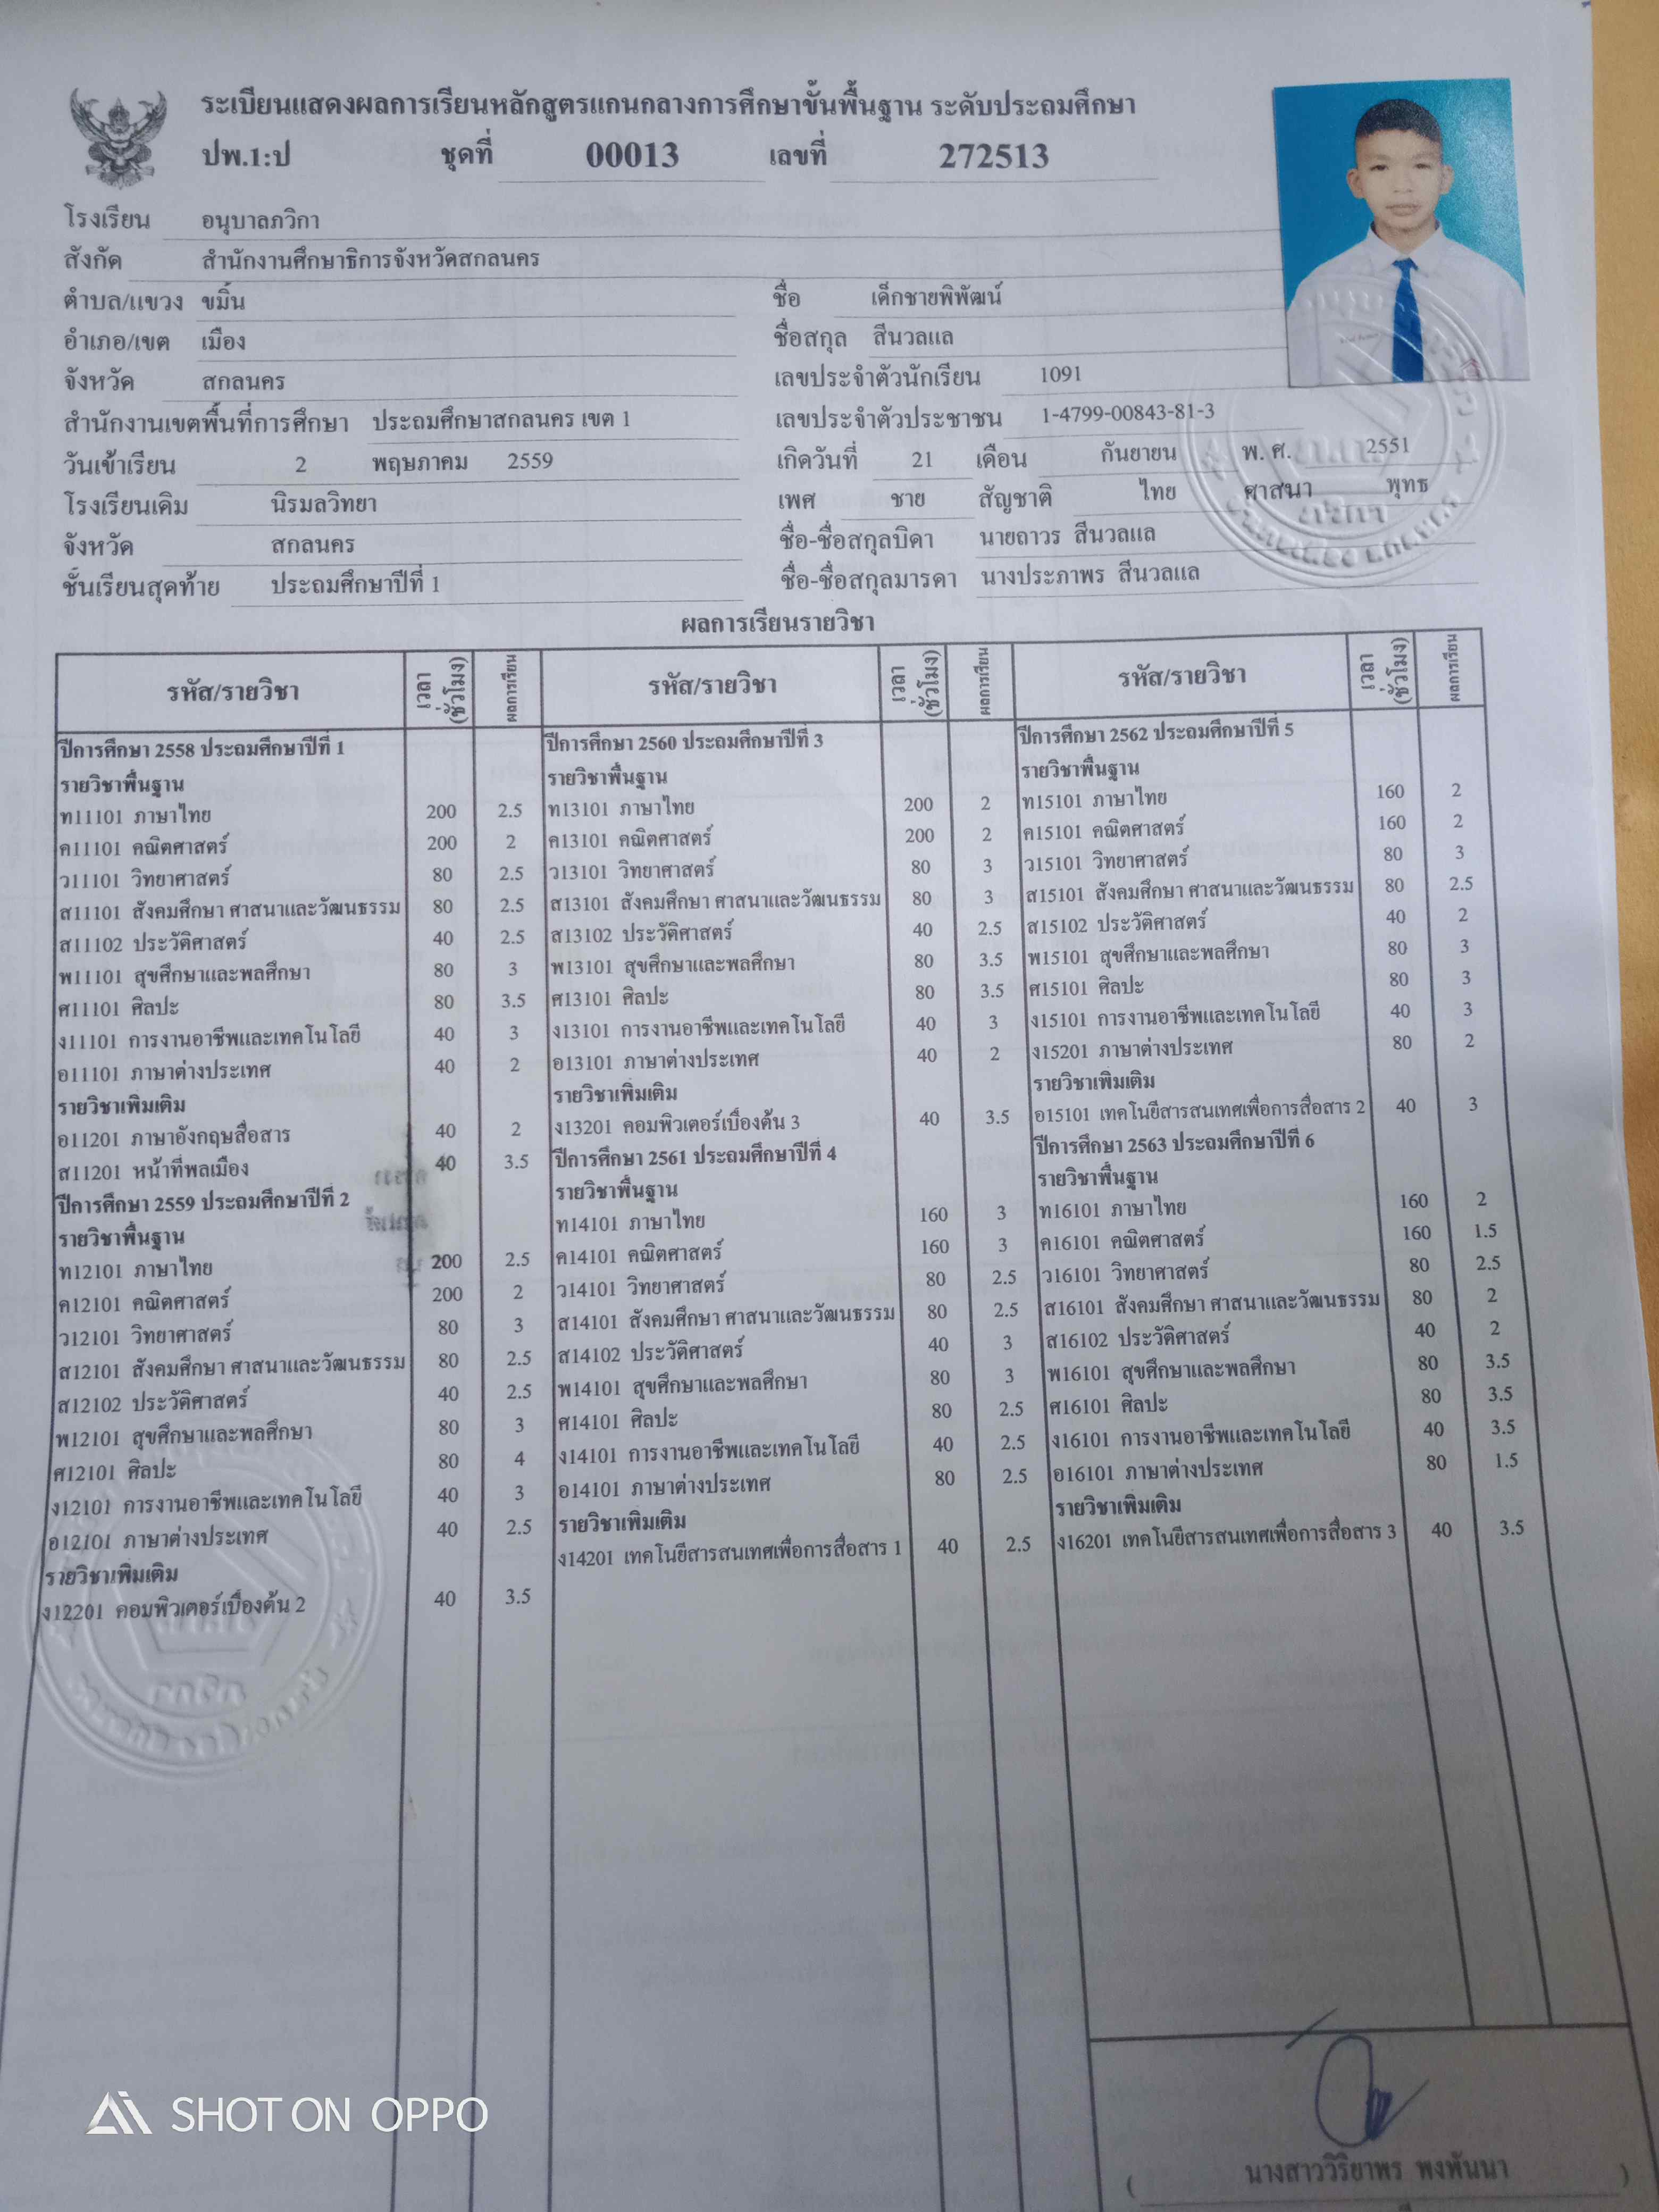 ระเบียนแสดงผลการเรียนหลักสูตรแกนกลางการศึกษาขั้นพื้นฐาน ระดับประถมศึกษา
ปพ.1:ป ชุดที่ 00013 เลขที่ 272513
โรงเรียน อนุบาลภวิกา
สังกัด สำนักงานศึกษาธิการจังหวัดสกลนคร
ตำบล/แขวง ขมิ้น
อำเภอ/เขต เมือง
จังหวัด สกลนคร
สำนักงานเขตพื้นที่การศึกษา ประถมศึกษาสกลนคร เขต 1
วันเข้าเรียน 2 พฤษภาคม 2559
โรงเรียนเดิม นิรมลวิทยา
จังหวัด สกลนคร
ชั้นเรียนสุดท้าย ประถมศึกษาปีที่ 1
ชื่อ เด็กชายพิพัฒน์
ชื่อสกุล สีนวลแล
เลขประจำตัวนักเรียน 1091
เลขประจำตัวประชาชน 1-4799-00843-81-3
เกิดวันที่ 21 เดือน กันยายน พ.ศ. 2551
เพศ ชาย สัญชาติ ไทย ศาสนา พุทธ
ชื่อ-ชื่อสกุลบิดา นายถาวร สีนวลแล
ชื่อ-ชื่อสกุลมารดา นางประภาพร สีนวลแล
ผลการเรียนรายวิชา
รหัส/รายวิชา เวลา (ชั่วโมง) ผลการเรียน
ปีการศึกษา 2558 ประถมศึกษาปีที่ 1
รายวิชาพื้นฐาน
ท11101 ภาษาไทย 200 2.5
ค11101 คณิตศาสตร์ 200 2
ว11101 วิทยาศาสตร์ 80 2.5
ส11101 สังคมศึกษา ศาสนาและวัฒนธรรม 80 2.5
ส11102 ประวัติศาสตร์ 40 2.5
พ11101 สุขศึกษาและพลศึกษา 80 3
ศ11101 ศิลปะ 80 3.5
ง11101 การงานอาชีพและเทคโนโลยี 40 3
อ11101 ภาษาต่างประเทศ 40 2
รายวิชาเพิ่มเติม
อ11201 ภาษาอังกฤษสื่อสาร 40 2
ส11201 หน้าที่พลเมือง 40 3.5
ปีการศึกษา 2559 ประถมศึกษาปีที่ 2
รายวิชาพื้นฐาน
ท12101 ภาษาไทย 200 2.5
ค12101 คณิตศาสตร์ 200 2
ว12101 วิทยาศาสตร์ 80 3
ส12101 สังคมศึกษา ศาสนาและวัฒนธรรม 80 2.5
ส12102 ประวัติศาสตร์ 40 2.5
พ12101 สุขศึกษาและพลศึกษา 80 3
ศ12101 ศิลปะ 80 4
ง12101 การงานอาชีพและเทคโนโลยี 40 3
อ12101 ภาษาต่างประเทศ 40 2.5
รายวิชาเพิ่มเติม
ง12201 คอมพิวเตอร์เบื้องต้น 2 40 3.5
รหัส/รายวิชา เวลา (ชั่วโมง) ผลการเรียน
ปีการศึกษา 2560 ประถมศึกษาปีที่ 3
รายวิชาพื้นฐาน
ท13101 ภาษาไทย 200 2
ค13101 คณิตศาสตร์ 200 2
ว13101 วิทยาศาสตร์ 80 3
ส13101 สังคมศึกษา ศาสนาและวัฒนธรรม 80 3
ส13102 ประวัติศาสตร์ 40 2.5
พ13101 สุขศึกษาและพลศึกษา 80 3.5
ศ13101 ศิลปะ 80 3.5
ง13101 การงานอาชีพและเทคโนโลยี 40 3
อ13101 ภาษาต่างประเทศ 40 2
รายวิชาเพิ่มเติม
ง13201 คอมพิวเตอร์เบื้องต้น 3 40 3.5
ปีการศึกษา 2561 ประถมศึกษาปีที่ 4
รายวิชาพื้นฐาน
ท14101 ภาษาไทย 160 3
ค14101 คณิตศาสตร์ 160 3
ว14101 วิทยาศาสตร์ 80 2.5
ส14101 สังคมศึกษา ศาสนาและวัฒนธรรม 80 2.5
ส14102 ประวัติศาสตร์ 40 3
พ14101 สุขศึกษาและพลศึกษา 80 3
ศ14101 ศิลปะ 80 2.5
ง14101 การงานอาชีพและเทคโนโลยี 40 2.5
อ14101 ภาษาต่างประเทศ 80 2.5
รายวิชาเพิ่มเติม
ง14201 เทคโนยีสารสนเทศเพื่อการสื่อสาร 1 40 2.5
รหัส/รายวิชา เวลา (ชั่วโมง) ผลการเรียน
ปีการศึกษา 2562 ประถมศึกษาปีที่ 5
รายวิชาพื้นฐาน
ท15101 ภาษาไทย 160 2
ค15101 คณิตศาสตร์ 160 2
ว15101 วิทยาศาสตร์ 80 3
ส15101 สังคมศึกษา ศาสนาและวัฒนธรรม 80 2.5
ส15102 ประวัติศาสตร์ 40 2
พ15101 สุขศึกษาและพลศึกษา 80 3
ศ15101 ศิลปะ 80 3
ง15101 การงานอาชีพและเทคโนโลยี 40 3
ง15201 ภาษาต่างประเทศ 80 2
รายวิชาเพิ่มเติม
อ15101 เทคโนยีสารสนเทศเพื่อการสื่อสาร 2 40 3
ปีการศึกษา 2563 ประถมศึกษาปีที่ 6
รายวิชาพื้นฐาน
ท16101 ภาษาไทย 160 2
ค16101 คณิตศาสตร์ 160 1.5
ว16101 วิทยาศาสตร์ 80 2.5
ส16101 สังคมศึกษา ศาสนาและวัฒนธรรม 80 2
ส16102 ประวัติศาสตร์ 40 2
พ16101 สุขศึกษาและพลศึกษา 80 3.5
ศ16101 ศิลปะ 80 3.5
ง16101 การงานอาชีพและเทคโนโลยี 40 3.5
อ16101 ภาษาต่างประเทศ 80 1.5
รายวิชาเพิ่มเติม
ง16201 เทคโนยีสารสนเทศเพื่อการสื่อสาร 3 40 3.5
(นางสาววิริยาพร พงพันนา)
SHOT ON OPPO